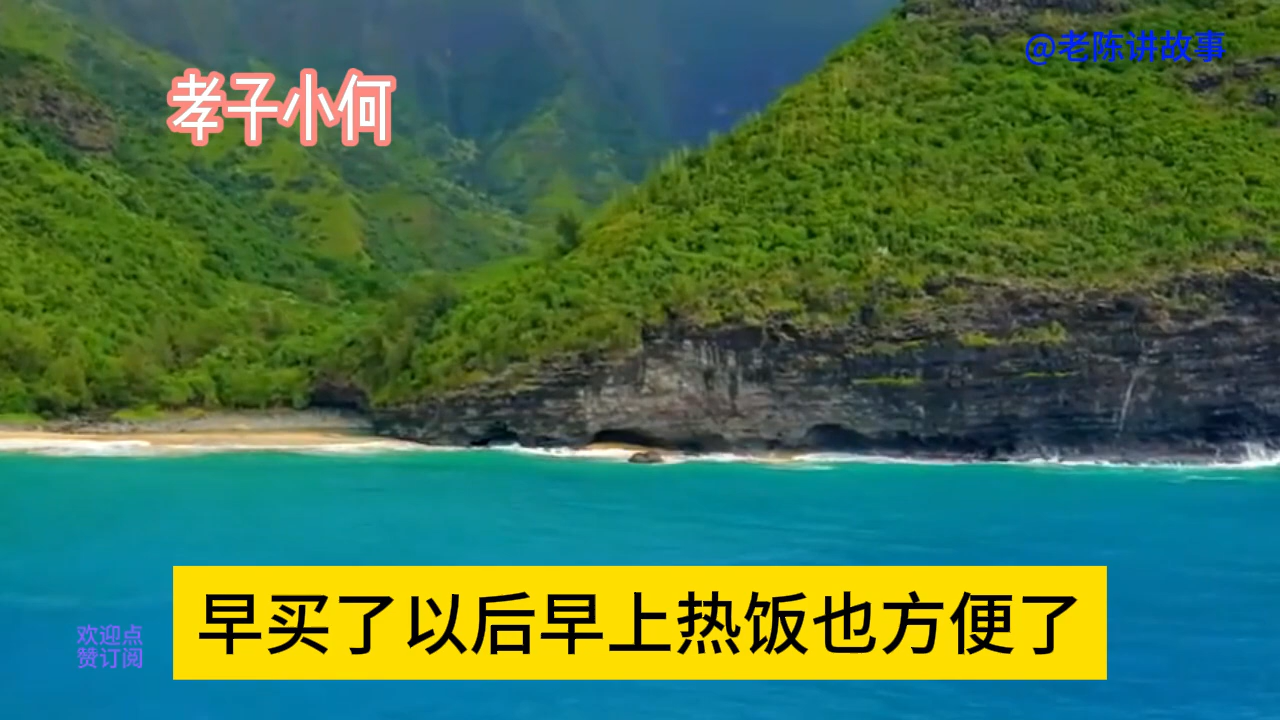 @老陈讲故事
孝子小何
早买了以后早上热饭也方便了
欢迎点
赞订阅